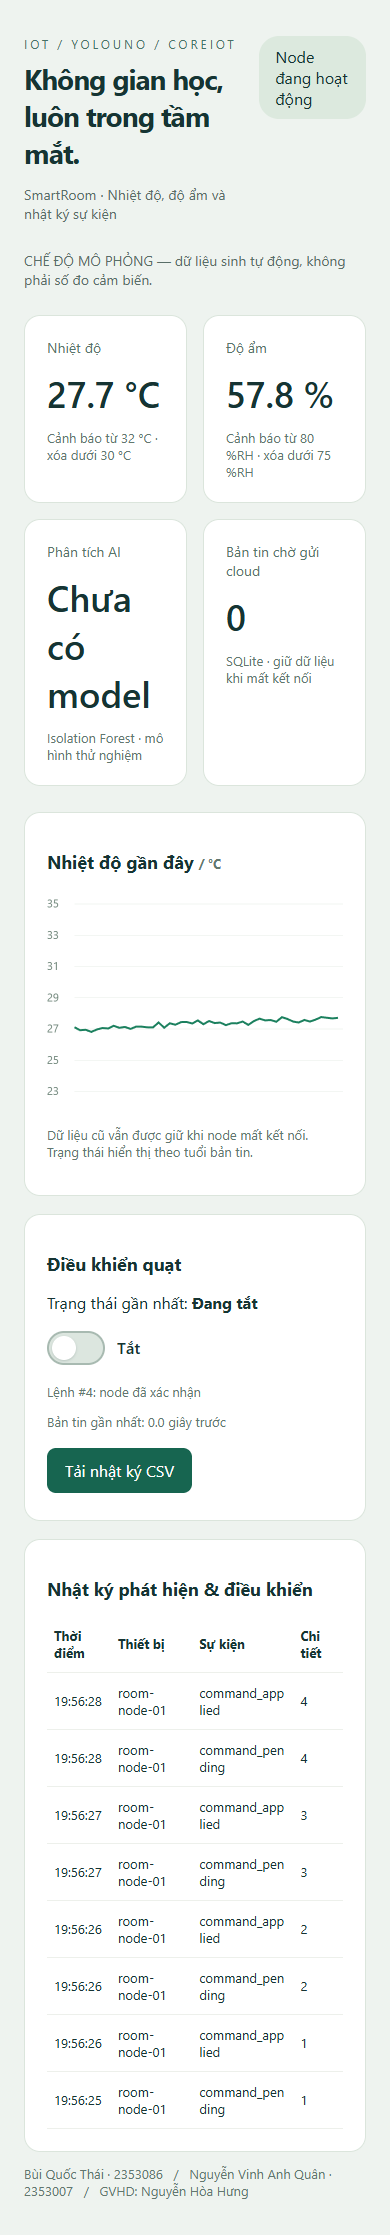 IOT / YOLOUNO / COREIOT
Không gian học,
luôn trong tầm
mắt.
SmartRoom · Nhiệt độ, độ ẩm và
nhật ký sự kiện
Node
đang hoạt
động
CHẾ ĐỘ MÔ PHỎNG — dữ liệu sinh tự động, không
phải số đo cảm biến.
Nhiệt độ
27.7 °C
Cảnh báo từ 32 °C ·
xóa dưới 30 °C
Độ ẩm
57.8 %
Cảnh báo từ 80
%RH · xóa dưới 75
%RH
Phân tích AI
Chưa
có
model
Isolation Forest · mô
hình thử nghiệm
Bản tin chờ gửi
cloud
0
SQLite · giữ dữ liệu
khi mất kết nối
Nhiệt độ gần đây / °C
35
33
31
29
27
25
23
Dữ liệu cũ vẫn được giữ khi node mất kết nối.
Trạng thái hiển thị theo tuổi bản tin.
Điều khiển quạt
Trạng thái gần nhất: Đang tắt
Tắt
Lệnh #4: node đã xác nhận
Bản tin gần nhất: 0.0 giây trước
Tải nhật ký CSV
Nhật ký phát hiện & điều khiển
Thời
điểm
Thiết bị
Sự kiện
Chi
tiết
19:56:28
room-
node-01
command_app
lied
4
19:56:28
room-
node-01
command_pen
ding
4
19:56:27
room-
node-01
command_app
lied
3
19:56:27
room-
node-01
command_pen
ding
3
19:56:26
room-
node-01
command_app
lied
2
19:56:26
room-
node-01
command_pen
ding
2
19:56:26
room-
node-01
command_app
lied
1
19:56:25
room-
node-01
command_pen
ding
1
Bùi Quốc Thái · 2353086 / Nguyễn Vinh Anh Quân ·
2353007 / GVHD: Nguyễn Hòa Hưng